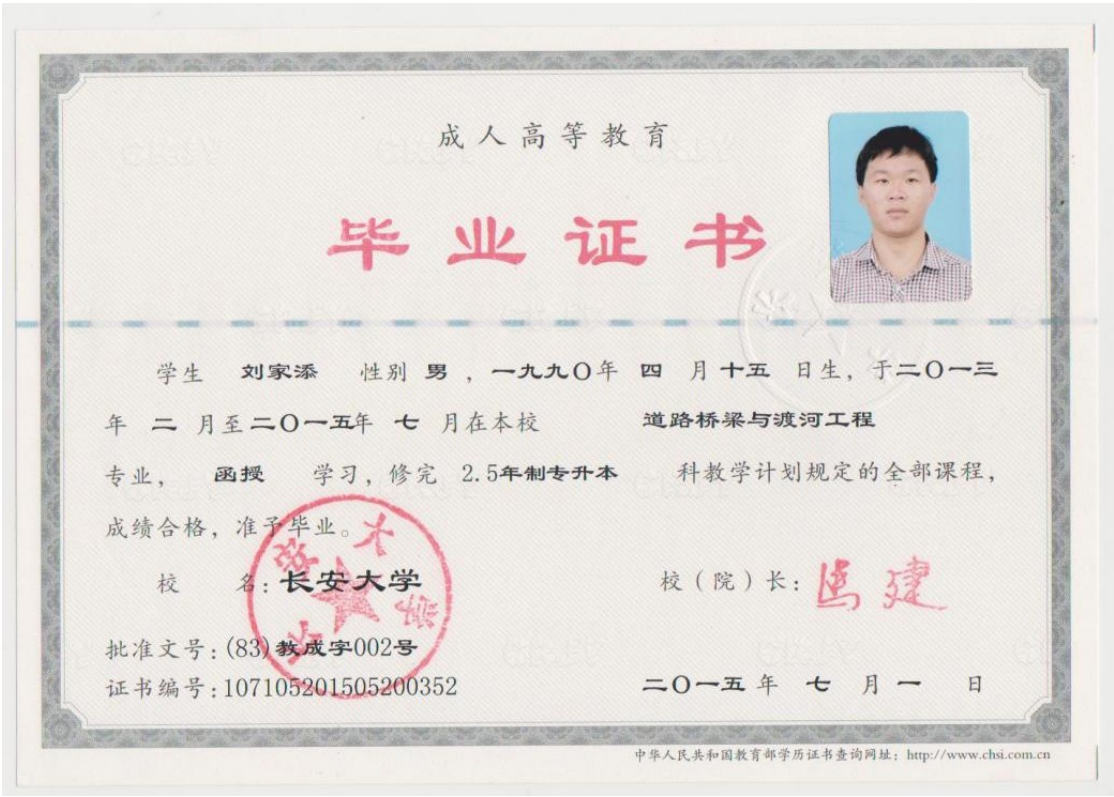 成人高等教育
毕业证书
学生 刘家添 性别 男 ，一九九〇年 四 月 十五 日生，于二〇一三
年 二 月至二〇一五年 七 月在本校 道路桥梁与渡河工程
专业， 函授 学习，修完 2.5年制专升本 科教学计划规定的全部课程，
成绩合格，准予毕业。
校 名：长安大学 校（院）长：马建
批准文号：(83)教成字002号
证书编号：107105201505200352 二〇一五 年 七 月 一 日
中华人民共和国教育部学历证书查询网址：http://www.chsi.com.cn
长安大学